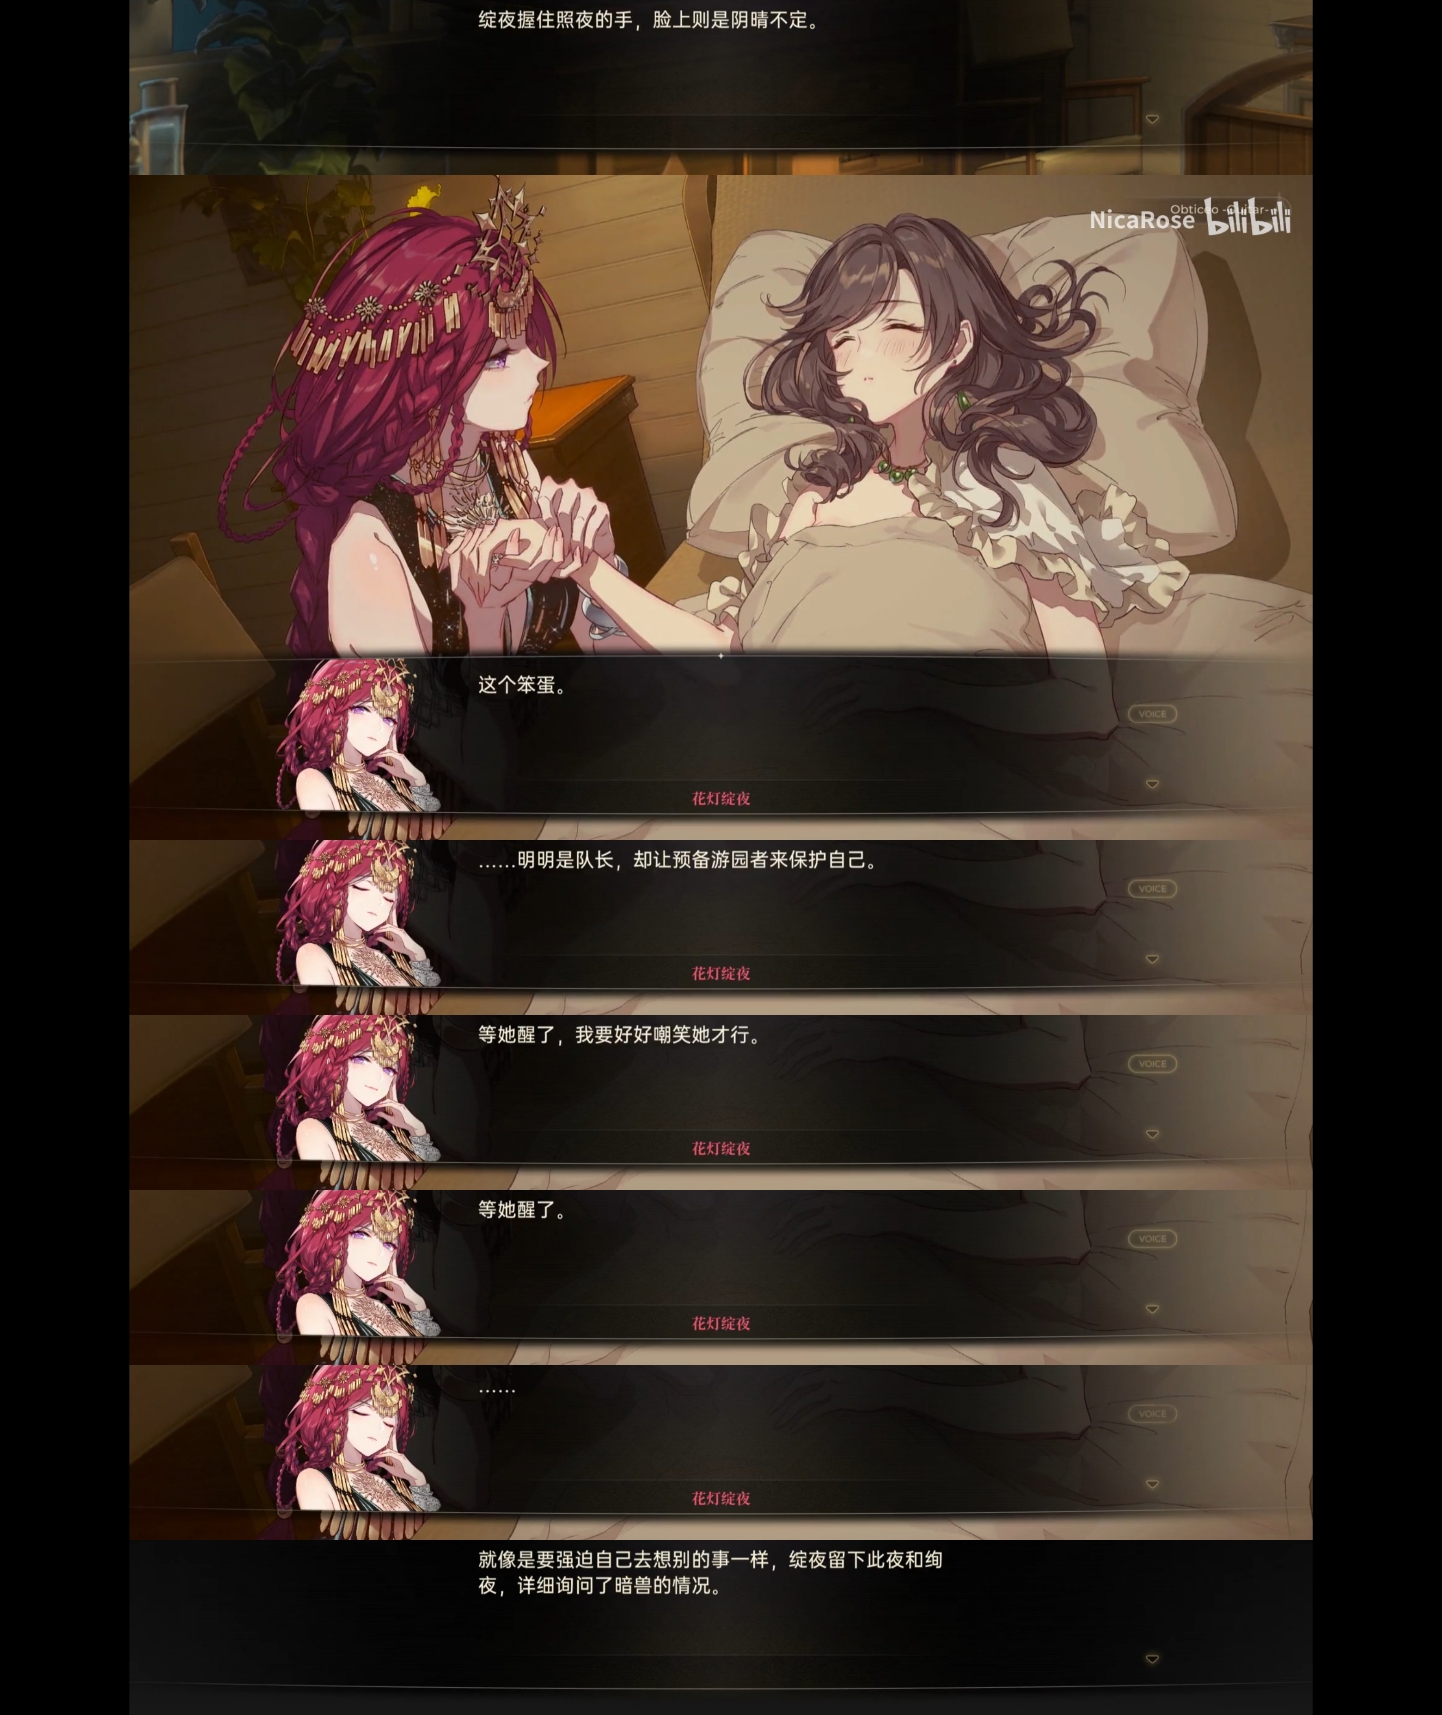 绽夜握住照夜的手，脸上则是阴晴不定。
NicaRose bilibili
这个笨蛋。
VOICE
花灯绽夜
……明明是队长，却让预备游园者来保护自己。
VOICE
花灯绽夜
等她醒了，我要好好嘲笑她才行。
VOICE
花灯绽夜
等她醒了。
VOICE
花灯绽夜
……
VOICE
花灯绽夜
就像是要强迫自己去想别的事一样，绽夜留下此夜和绚
夜，详细询问了暗兽的情况。